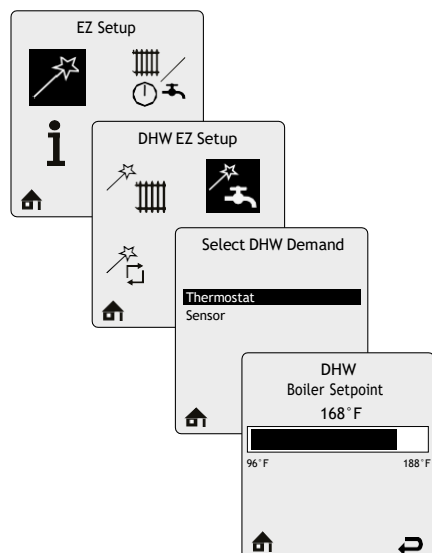 EZ Setup
DHW EZ Setup
Select DHW Demand
Thermostat
Sensor
DHW
Boiler Setpoint
168°F
96°F 188°F